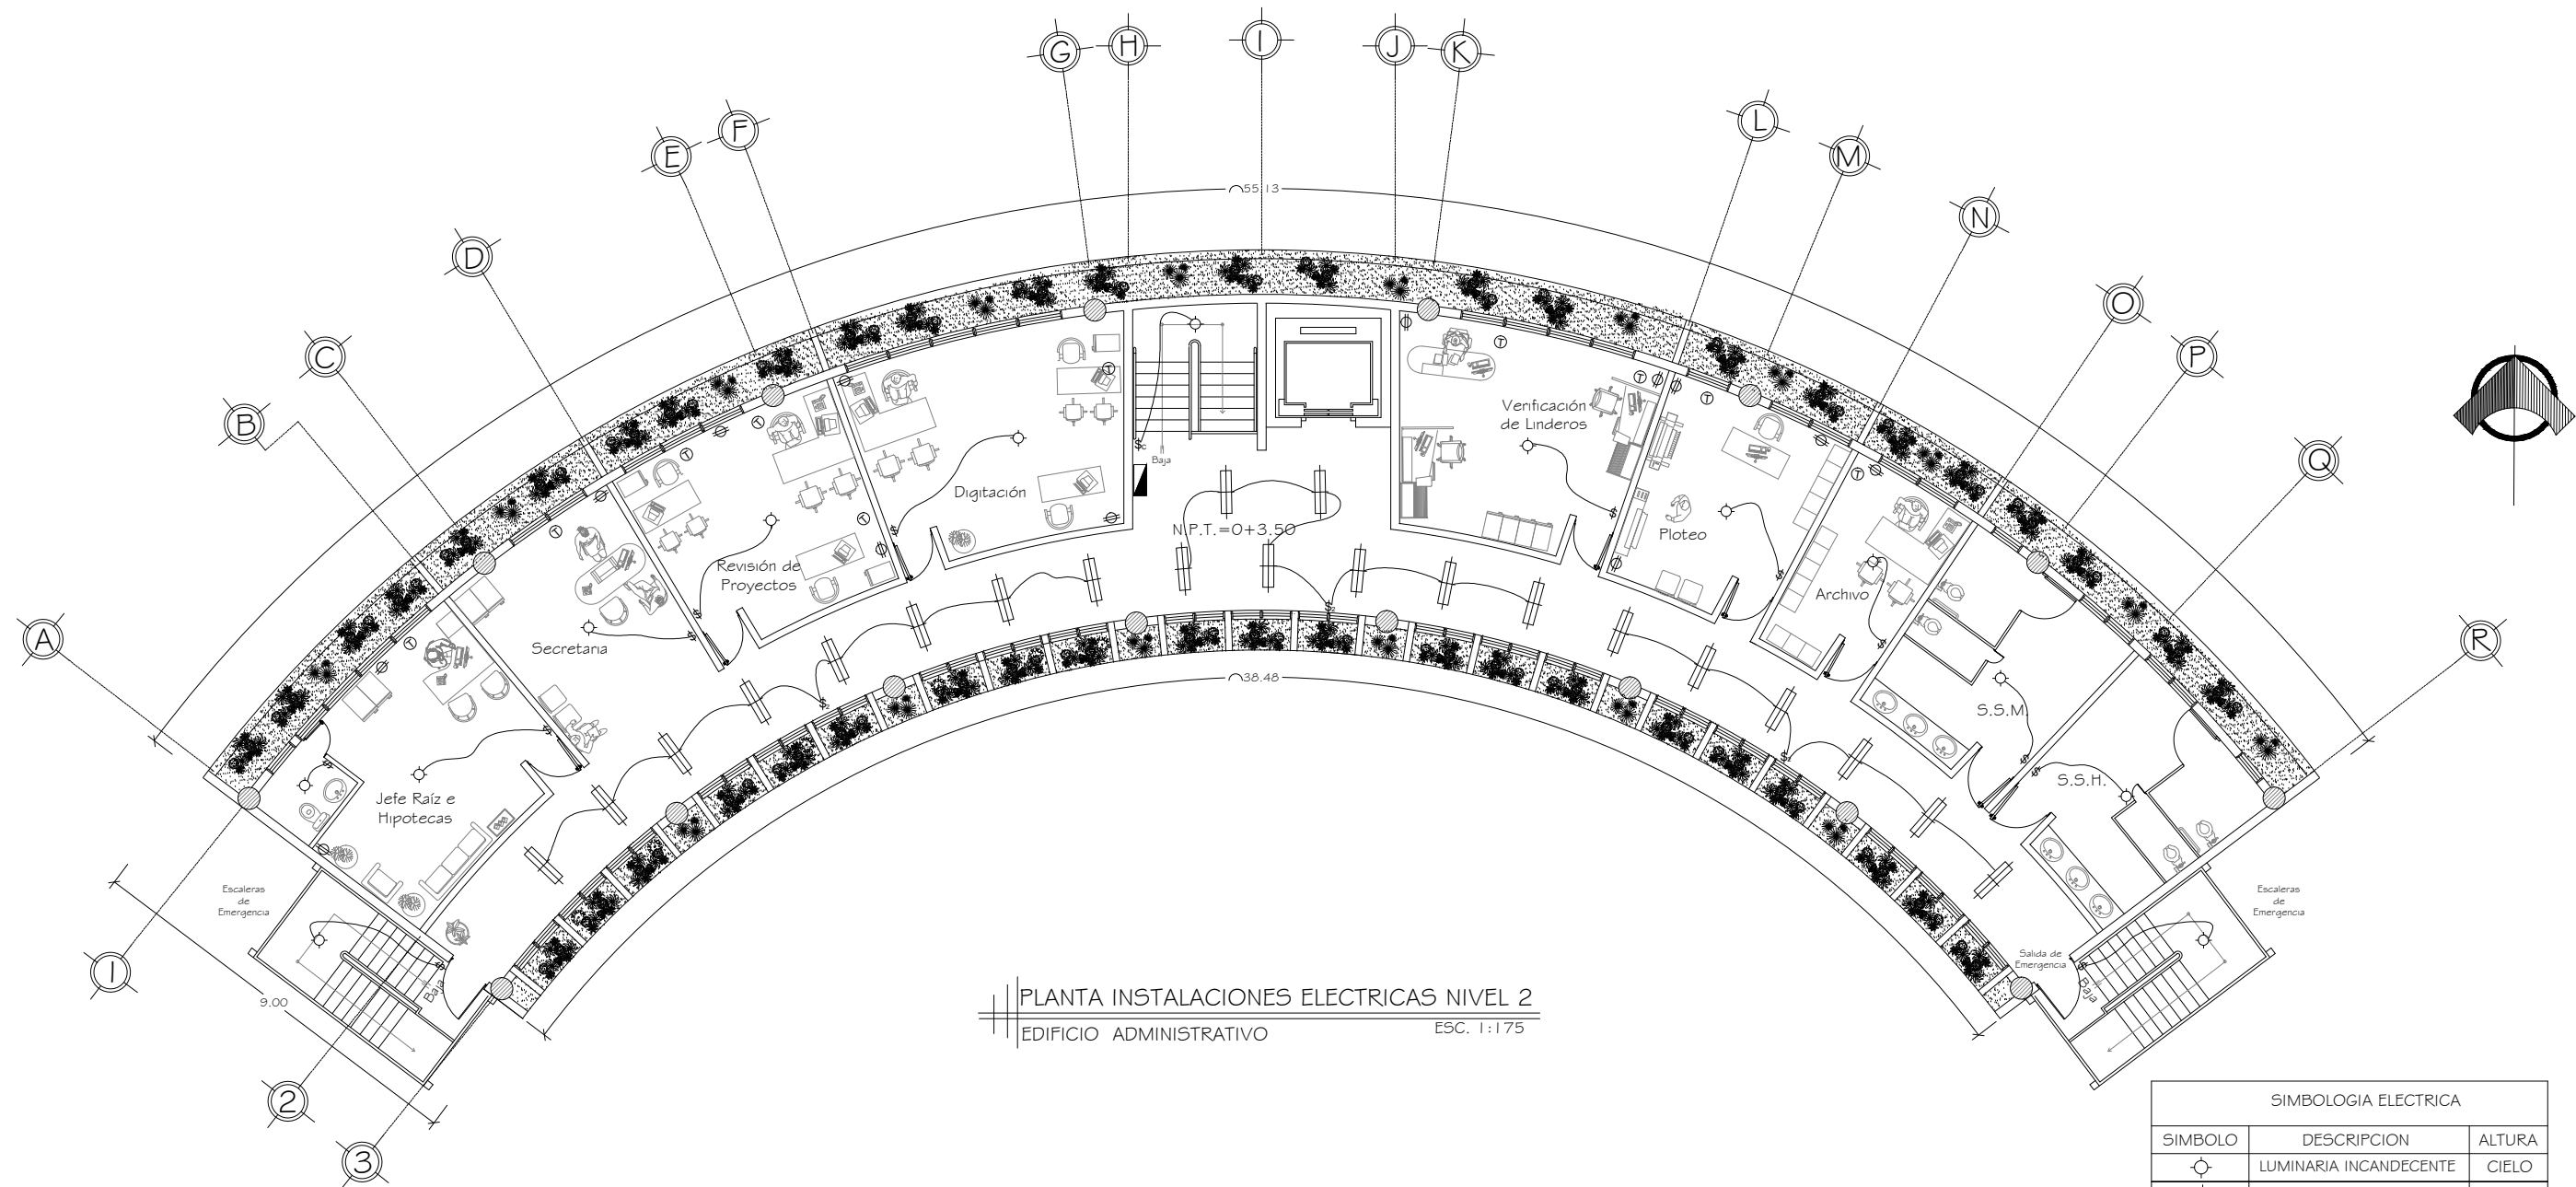 G
H
I
J
K
F
E
L
M
D
N
C
B
O
P
Q
A
R
55.13
Verificación
de Linderos
Baja
Digitación
N.P.T.=0+3.50
Ploteo
Revisión de
Proyectos
Archivo
Secretaria
38.48
S.S.M.
S.S.H.
Jefe Raíz e
Hipotecas
Escaleras
de
Emergencia
Escaleras
de
Emergencia
Salida de
Emergencia
Baja
Baja
1
9.00
2
3
PLANTA INSTALACIONES ELECTRICAS NIVEL 2
EDIFICIO ADMINISTRATIVO ESC. 1:175
SIMBOLOGIA ELECTRICA
SIMBOLO DESCRIPCION ALTURA
LUMINARIA INCANDECENTE CIELO